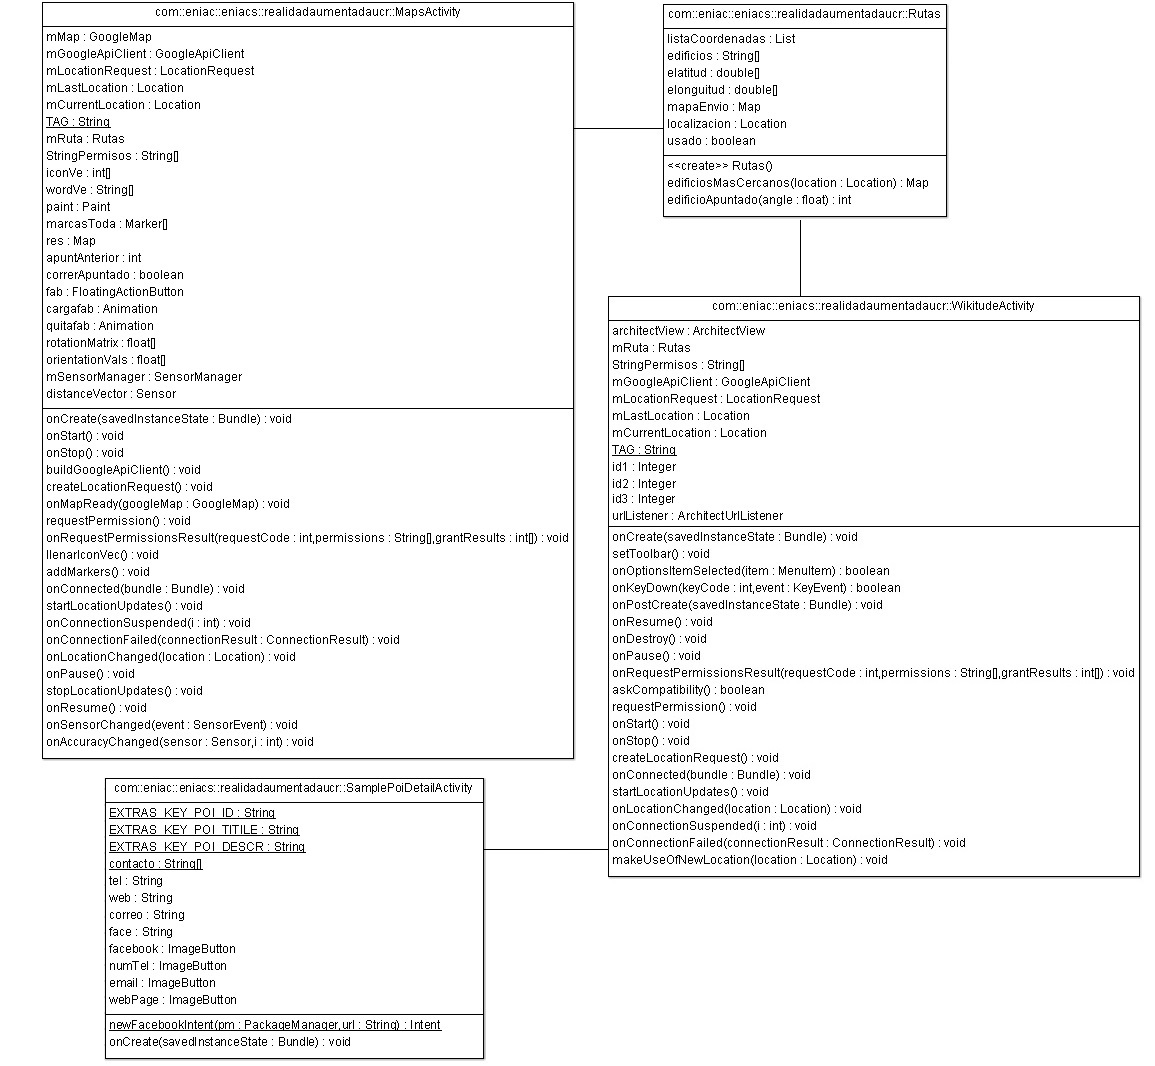 com::eniac::eniacs::realidadaumentadaucr::MapsActivity
mMap : GoogleMap
mGoogleApiClient : GoogleApiClient
mLocationRequest : LocationRequest
mLastLocation : Location
mCurrentLocation : Location
TAG : String
mRuta : Rutas
StringPermisos : String[]
iconVe : int[]
wordVe : String[]
paint : Paint
marcasToda : Marker[]
res : Map
apuntAnterior : int
correrApuntado : boolean
fab : FloatingActionButton
cargafab : Animation
quitafab : Animation
rotationMatrix : float[]
orientationVals : float[]
mSensorManager : SensorManager
distanceVector : Sensor
onCreate(savedInstanceState : Bundle) : void
onStart() : void
onStop() : void
buildGoogleApiClient() : void
createLocationRequest() : void
onMapReady(googleMap : GoogleMap) : void
requestPermission() : void
onRequestPermissionsResult(requestCode : int,permissions : String[],grantResults : int[]) : void
llenarIconVec() : void
addMarkers() : void
onConnected(bundle : Bundle) : void
startLocationUpdates() : void
onConnectionSuspended(i : int) : void
onConnectionFailed(connectionResult : ConnectionResult) : void
onLocationChanged(location : Location) : void
onPause() : void
stopLocationUpdates() : void
onResume() : void
onSensorChanged(event : SensorEvent) : void
onAccuracyChanged(sensor : Sensor,i : int) : void
com::eniac::eniacs::realidadaumentadaucr::Rutas
listaCoordenadas : List
edificios : String[]
elatitud : double[]
elonguitud : double[]
mapaEnvio : Map
localizacion : Location
usado : boolean
<<create>> Rutas()
edificiosMasCercanos(location : Location) : Map
edificioApuntado(angle : float) : int
com::eniac::eniacs::realidadaumentadaucr::WikitudeActivity
architectView : ArchitectView
mRuta : Rutas
StringPermisos : String[]
mGoogleApiClient : GoogleApiClient
mLocationRequest : LocationRequest
mLastLocation : Location
mCurrentLocation : Location
TAG : String
id1 : Integer
id2 : Integer
id3 : Integer
urlListener : ArchitectUrlListener
onCreate(savedInstanceState : Bundle) : void
setToolbar() : void
onOptionsItemSelected(item : MenuItem) : boolean
onKeyDown(keyCode : int,event : KeyEvent) : boolean
onPostCreate(savedInstanceState : Bundle) : void
onResume() : void
onDestroy() : void
onPause() : void
onRequestPermissionsResult(requestCode : int,permissions : String[],grantResults : int[]) : void
askCompatibility() : boolean
requestPermission() : void
onStart() : void
onStop() : void
createLocationRequest() : void
onConnected(bundle : Bundle) : void
startLocationUpdates() : void
onLocationChanged(location : Location) : void
onConnectionSuspended(i : int) : void
onConnectionFailed(connectionResult : ConnectionResult) : void
makeUseOfNewLocation(location : Location) : void
com::eniac::eniacs::realidadaumentadaucr::SamplePoiDetailActivity
EXTRAS_KEY_POI_ID : String
EXTRAS_KEY_POI_TITILE : String
EXTRAS_KEY_POI_DESCR : String
contacto : String[]
tel : String
web : String
correo : String
face : String
facebook : ImageButton
numTel : ImageButton
email : ImageButton
webPage : ImageButton
newFacebookIntent(pm : PackageManager,url : String) : Intent
onCreate(savedInstanceState : Bundle) : void